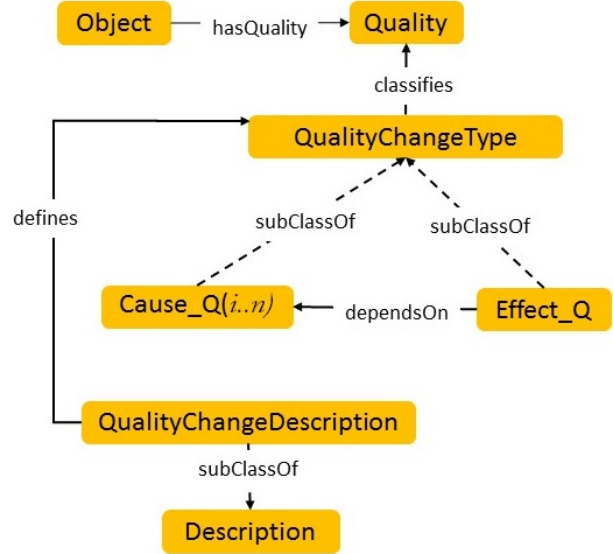 Object
hasQuality
Quality
classifies
QualityChangeType
defines
subClassOf
subClassOf
Cause_Q(i..n)
dependsOn
Effect_Q
QualityChangeDescription
subClassOf
Description